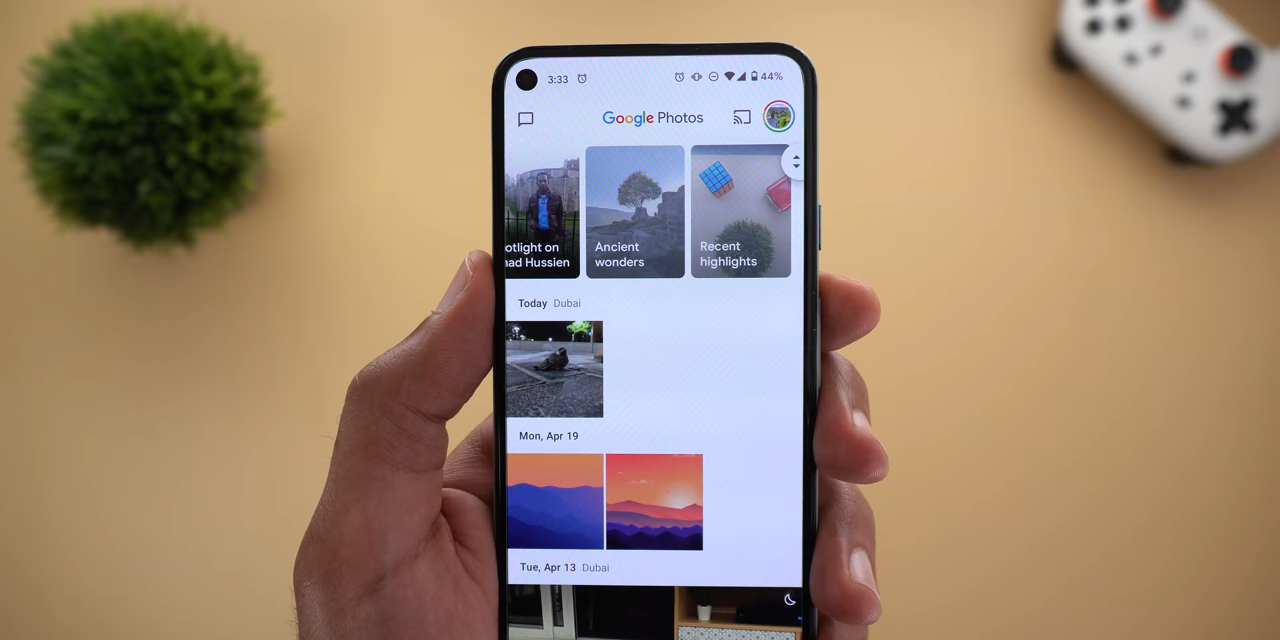 3:33
44%
Google Photos
otlight on
ad Hussien
Ancient
wonders
Recent
highlights
Today Dubai
Mon, Apr 19
Tue, Apr 13 Dubai